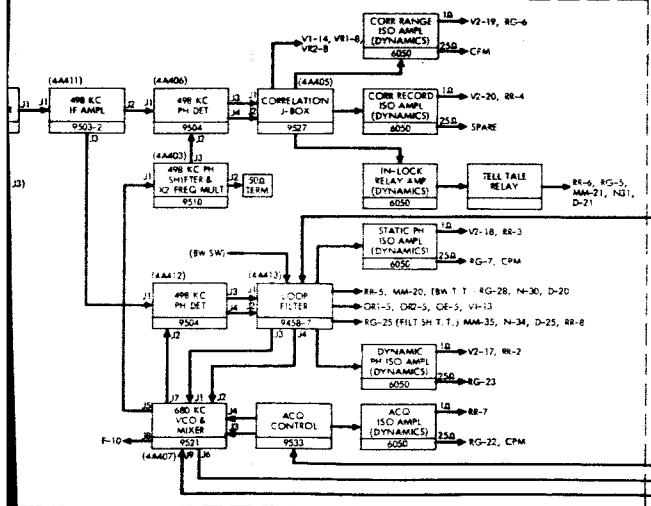 CORR RANGE
ISO AMPL
(DYNAMICS)
6050
1Ω
V2-19, RG-6
25Ω
CPM
V1-14, VR1-8,
VR2-8
(4A411)
(4A406)
(4A405)
J1
J1
498 KC
IF AMPL
9503-2
J2
J3
J1
498 KC
PH DET
9504
J3
J4
J2
J1
CORRELATION
J-BOX
9527
CORR RECORD
ISO AMPL
(DYNAMICS)
6050
1Ω
V2-20, RR-4
25Ω
SPARE
(4A403)
J3
J1
498 KC PH
SHIFTER &
X2 FREQ MULT
9510
J2
50Ω
TERM
IN-LOCK
RELAY AMP
(DYNAMICS)
6050
TELL TALE
RELAY
RR-6, RG-5,
MM-21, N31,
D-21
J3)
STATIC PH
ISO AMPL
(DYNAMICS)
6050
1Ω
V2-18, RR-3
25Ω
RG-7, CPM
(BW SW)
(4A412)
(4A413)
J1
498 KC
PH DET
9504
J3
J4
J2
J1
LOOP
FILTER
9458-7
J3
J4
RR-5, MM-20, (BW T.T. RG-28, N-30, D-20
OR1-5, OR2-5, OE-5, V1-13
RG-25 (FILT SH T.T.) MM-35, N-34, D-25, RR-8
DYNAMIC
PH ISO AMPL
(DYNAMICS)
6050
1Ω
V2-17, RR-2
25Ω
RG-23
J7
J1
J2
J5
680 KC
VCO &
MIXER
9521
J4
J3
J8
F-10
(4A407)
J9
J6
ACQ
CONTROL
9533
ACQ
ISO AMPL
(DYNAMICS)
6050
1Ω
RR-7
25Ω
RG-22, CPM